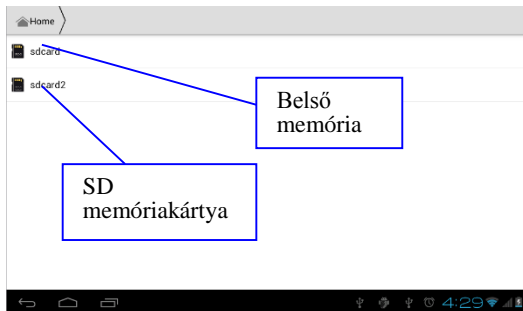 Home
sdcard
sdcard2
Belső
memória
SD
memóriakártya
4:29